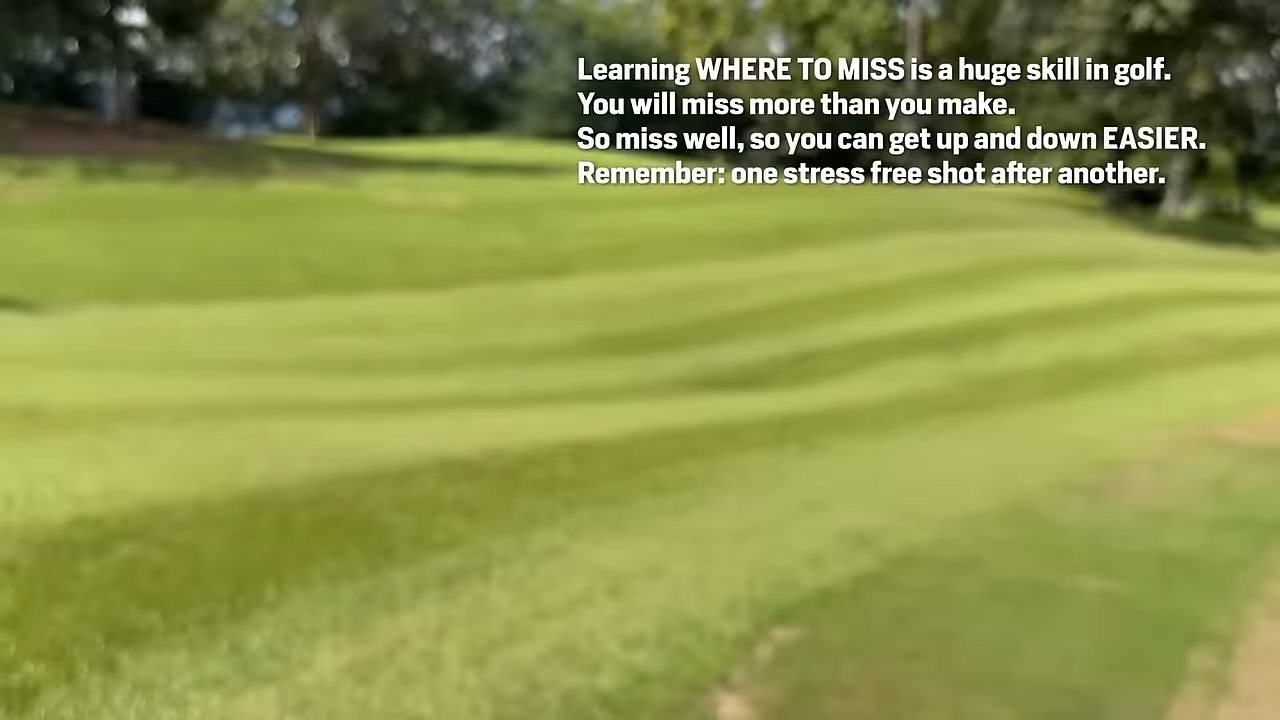 Learning WHERE TO MISS is a huge skill in golf.
You will miss more than you make.
So miss well, so you can get up and down EASIER.
Remember: one stress free shot after another.